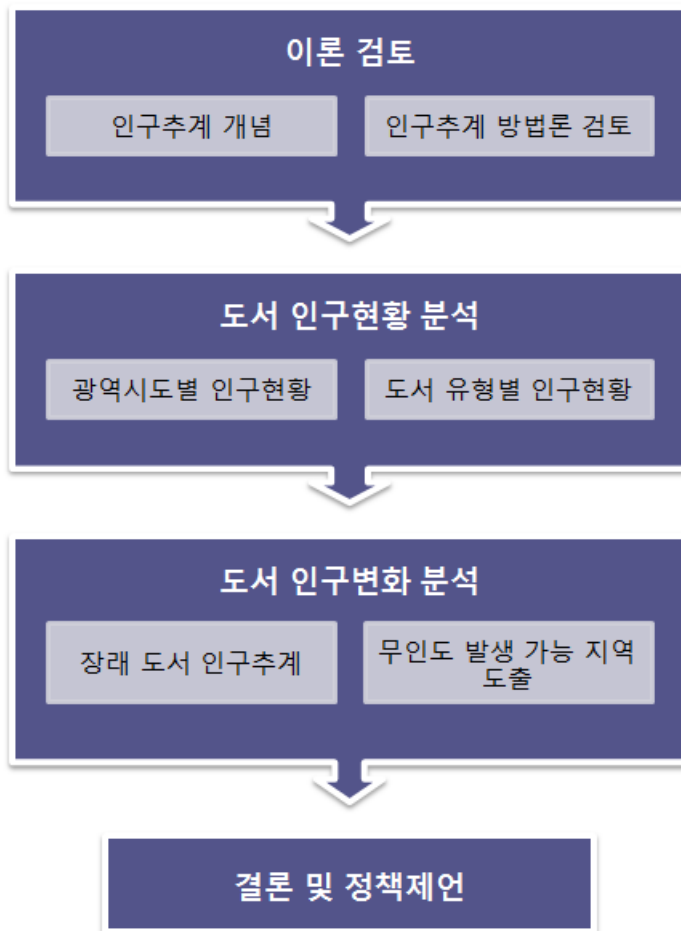 이론 검토
인구추계 개념
인구추계 방법론 검토
도서 인구현황 분석
광역시도별 인구현황
도서 유형별 인구현황
도서 인구변화 분석
장래 도서 인구추계
무인도 발생 가능 지역
도출
결론 및 정책제언